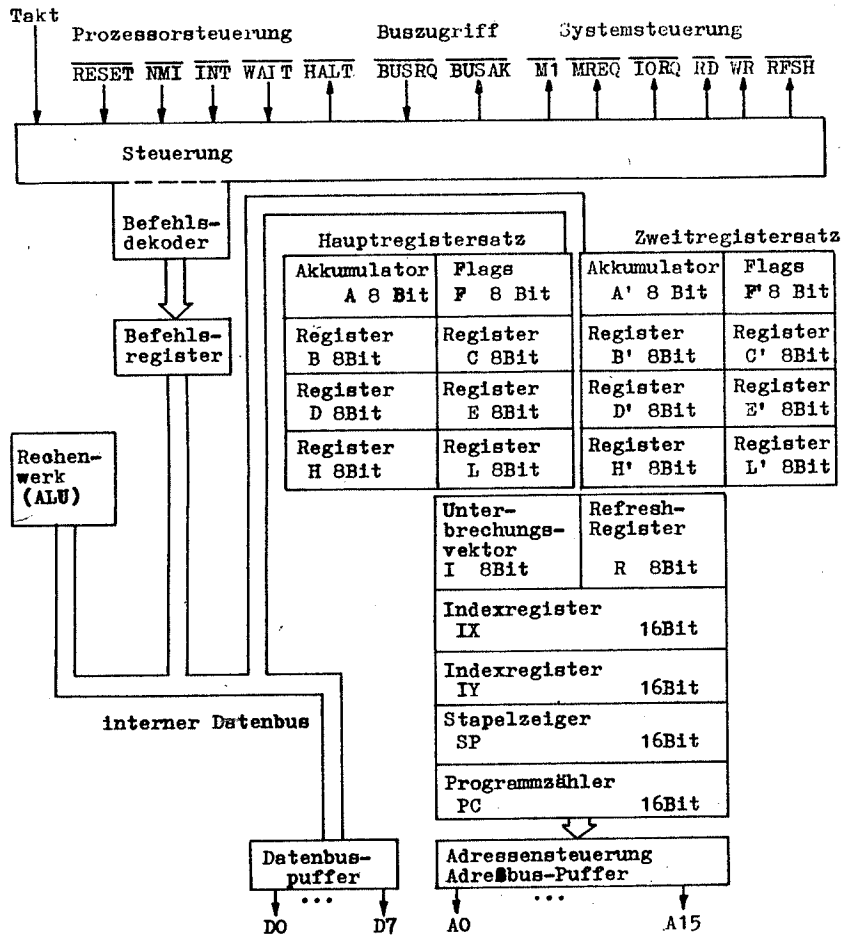 Takt
Prozessorsteuerung Buszugriff Systemsteuerung
RESET NMI INT WAIT HALT BUSRQ BUSAK M1 MREQ IORQ RD WR RFSH
Steuerung
Befehls-
dekoder
Hauptregistersatz Zweitregistersatz
Akkumulator Flags Akkumulator Flags
A 8 Bit F 8 Bit A' 8 Bit F' 8 Bit
Befehls-
register
Register Register Register Register
B 8Bit C 8Bit B' 8Bit C' 8Bit
Register Register Register Register
D 8Bit E 8Bit D' 8Bit E' 8Bit
Register Register Register Register
H 8Bit L 8Bit H' 8Bit L' 8Bit
Rechen-
werk
(ALU)
Unter-
brechungs-
vektor
I 8Bit
Refresh-
Register
R 8Bit
Indexregister
IX 16Bit
Indexregister
IY 16Bit
interner Datenbus
Stapelzeiger
SP 16Bit
Programmzähler
PC 16Bit
Datenbus-
puffer
Adressensteuerung
Adreßbus-Puffer
D0 ... D7 A0 ... A15